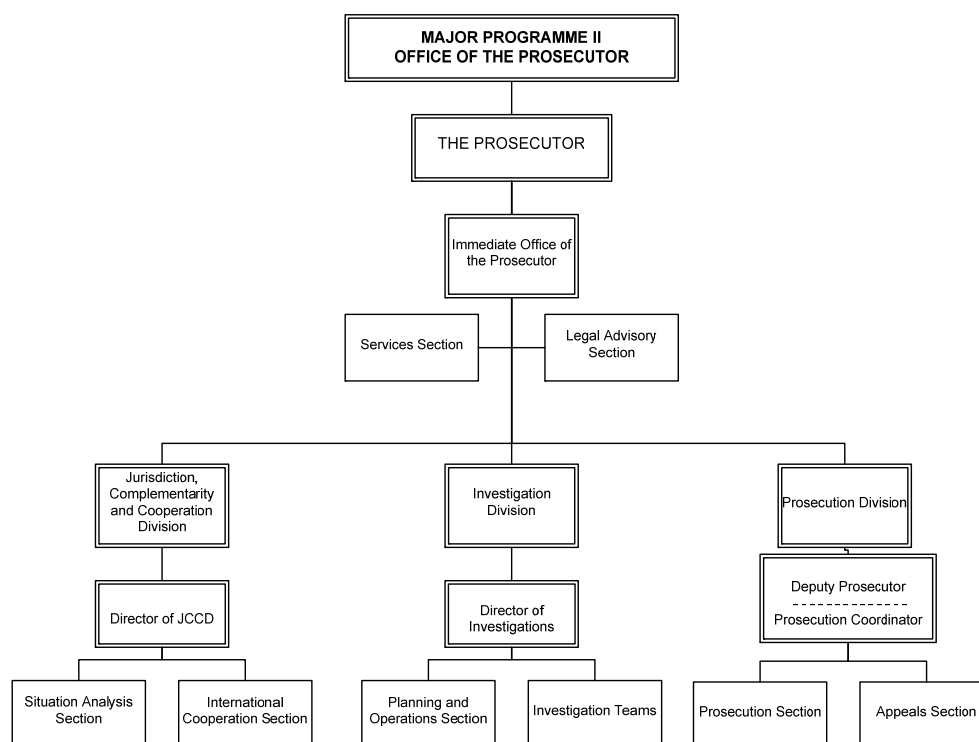 MAJOR PROGRAMME II
OFFICE OF THE PROSECUTOR
THE PROSECUTOR
Immediate Office of
the Prosecutor
Services Section
Legal Advisory
Section
Jurisdiction,
Complementarity
and Cooperation
Division
Investigation
Division
Prosecution Division
Director of JCCD
Director of
Investigations
Deputy Prosecutor
Prosecution Coordinator
Situation Analysis
Section
International
Cooperation Section
Planning and
Operations Section
Investigation Teams
Prosecution Section
Appeals Section